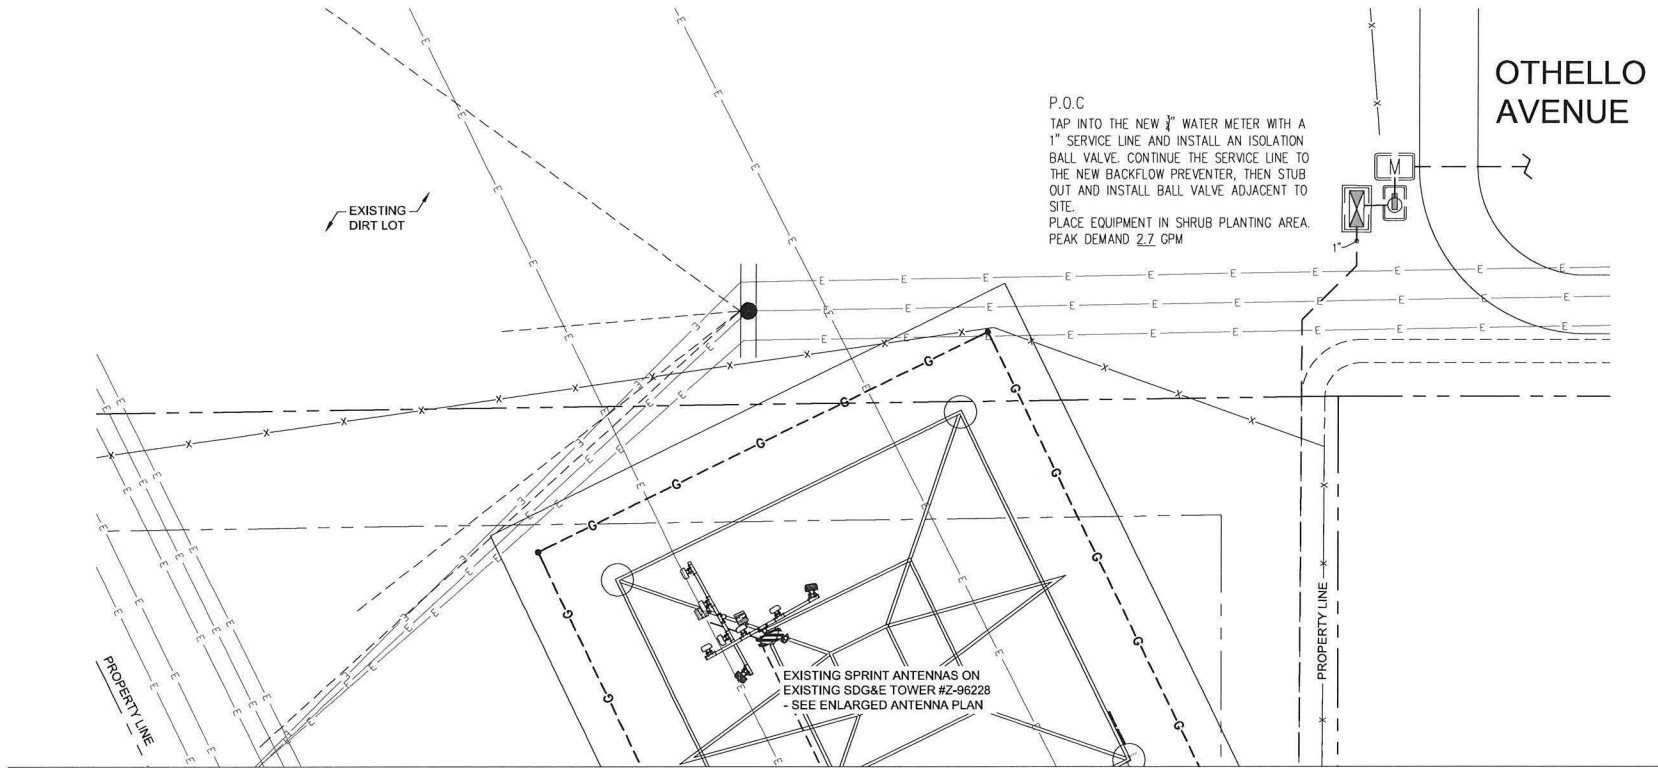 OTHELLO
AVENUE
P.O.C
TAP INTO THE NEW ¾" WATER METER WITH A
1" SERVICE LINE AND INSTALL AN ISOLATION
BALL VALVE. CONTINUE THE SERVICE LINE TO
THE NEW BACKFLOW PREVENTER, THEN STUB
OUT AND INSTALL BALL VALVE ADJACENT TO
SITE.
PLACE EQUIPMENT IN SHRUB PLANTING AREA.
PEAK DEMAND 2.7 GPM
M
1"
EXISTING
DIRT LOT
EXISTING SPRINT ANTENNAS ON
EXISTING SDG&E TOWER #Z-96228
- SEE ENLARGED ANTENNA PLAN
PROPERTY LINE
PROPERTY LINE